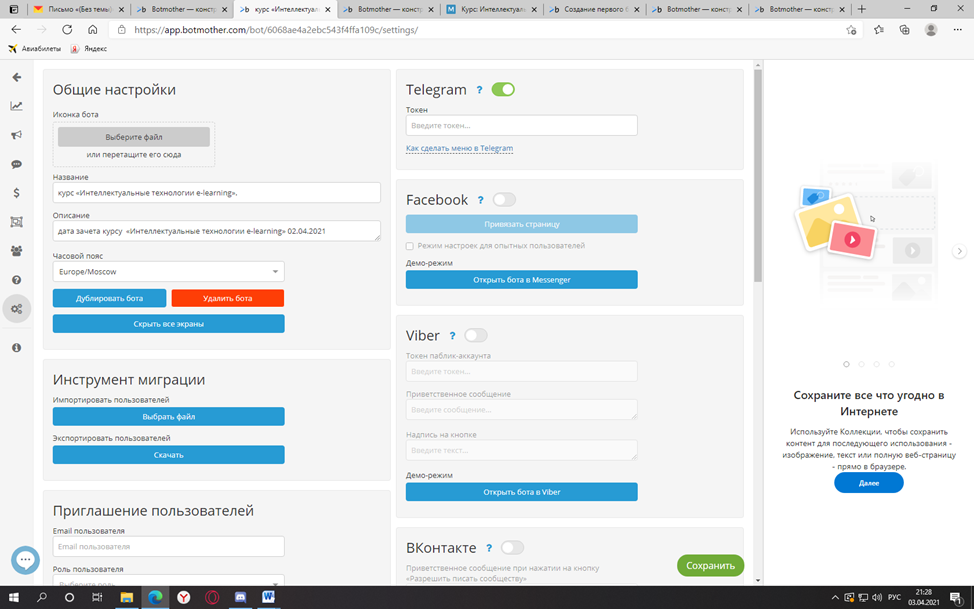 Письмо «(Без темы)
Botmother — конст
курс «Интеллектуал
Botmother — констр
Курс: Интеллектуал
Создание первого б
Botmother — констр
Botmother — констр
https://app.botmother.com/bot/6068ae4a2ebc543f4ffa109c/settings/
Авиабилеты
Яндекс
Общие настройки
Иконка бота
Выберите файл
или перетащите его сюда
Название
курс «Интеллектуальные технологии e-learning».
Описание
дата зачета курсу «Интеллектуальные технологии e-learning» 02.04.2021
Часовой пояс
Europe/Moscow
Дублировать бота
Удалить бота
Скрыть все экраны
Инструмент миграции
Импортировать пользователей
Выбрать файл
Экспортировать пользователей
Скачать
Приглашение пользователей
Email пользователя
Email пользователя
Роль пользователя
Выберите роль
Telegram ?
Токен
Введите токен...
Как сделать меню в Telegram
Facebook ?
Привязать страницу
Режим настроек для опытных пользователей
Демо-режим
Открыть бота в Messenger
Viber ?
Токен паблик-аккаунта
Введите токен...
Приветственное сообщение
Введите сообщения...
Надпись на кнопке
Введите текст...
Демо-режим
Открыть бота в Viber
ВКонтакте ?
Приветственное сообщение при нажатии на кнопку
«Разрешить писать сообществу»
Сохранить
Сохраните все что угодно в
Интернете
Используйте Коллекции, чтобы сохранить
контент для последующего использования -
изображение, текст или полную веб-страницу
- прямо в браузере.
Далее
РУС
21:28
03.04.2021